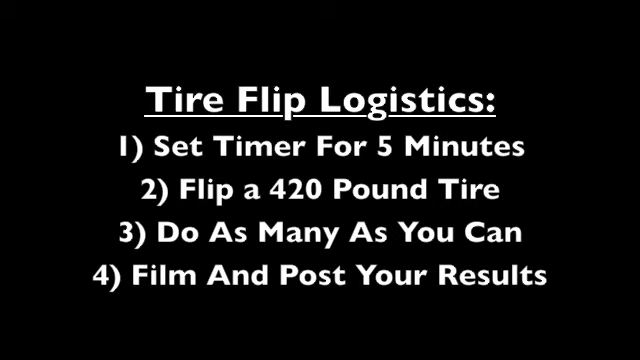 Tire Flip Logistics:
1) Set Timer For 5 Minutes
2) Flip a 420 Pound Tire
3) Do As Many As You Can
4) Film And Post Your Results